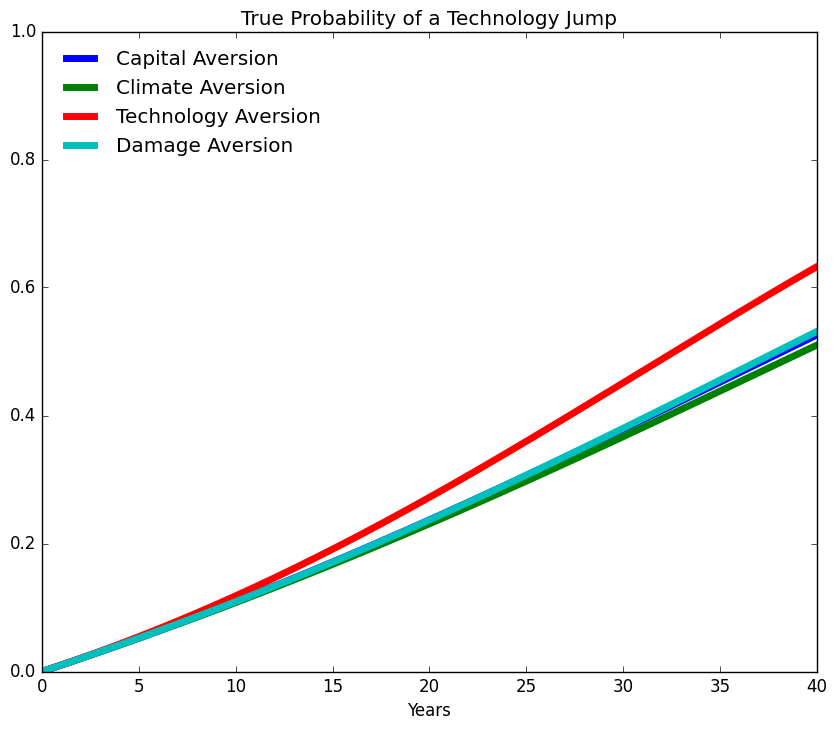 True Probability of a Technology Jump
1.0
Capital Aversion
Climate Aversion
Technology Aversion
Damage Aversion
0.8
0.6
0.4
0.2
0.0
0 5 10 15 20 25 30 35 40
Years